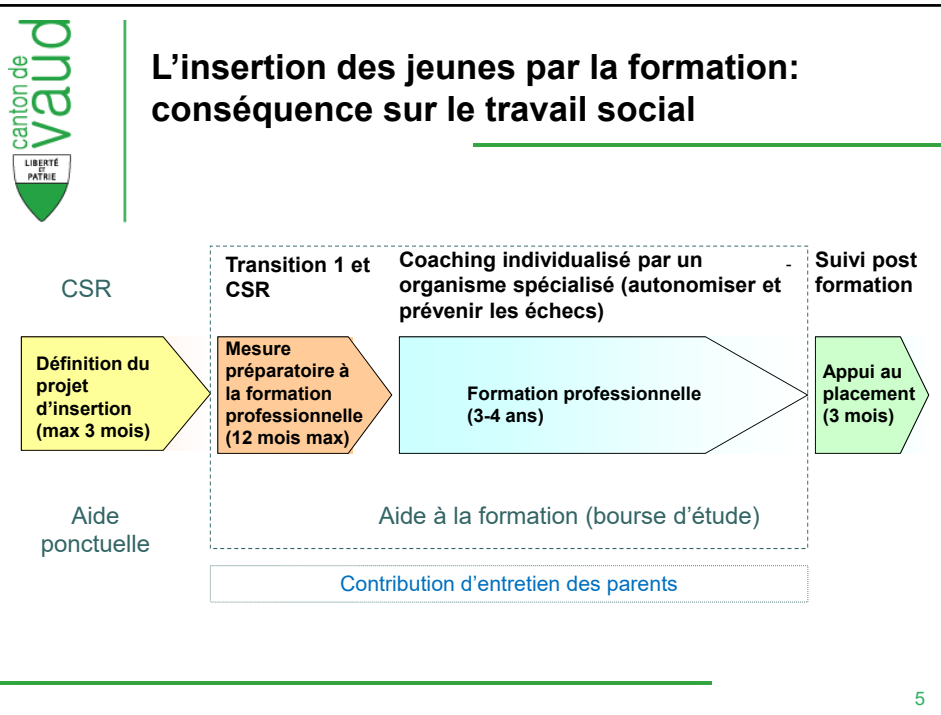 canton de
vaud
LIBERTÉ
ET
PATRIE
L’insertion des jeunes par la formation:
conséquence sur le travail social
CSR
Transition 1 et
CSR
Coaching individualisé par un
organisme spécialisé (autonomiser et
prévenir les échecs)
-
Suivi post
formation
Définition du
projet
d’insertion
(max 3 mois)
Mesure
préparatoire à
la formation
professionnelle
(12 mois max)
Formation professionnelle
(3-4 ans)
Appui au
placement
(3 mois)
Aide
ponctuelle
Aide à la formation (bourse d’étude)
Contribution d’entretien des parents
5